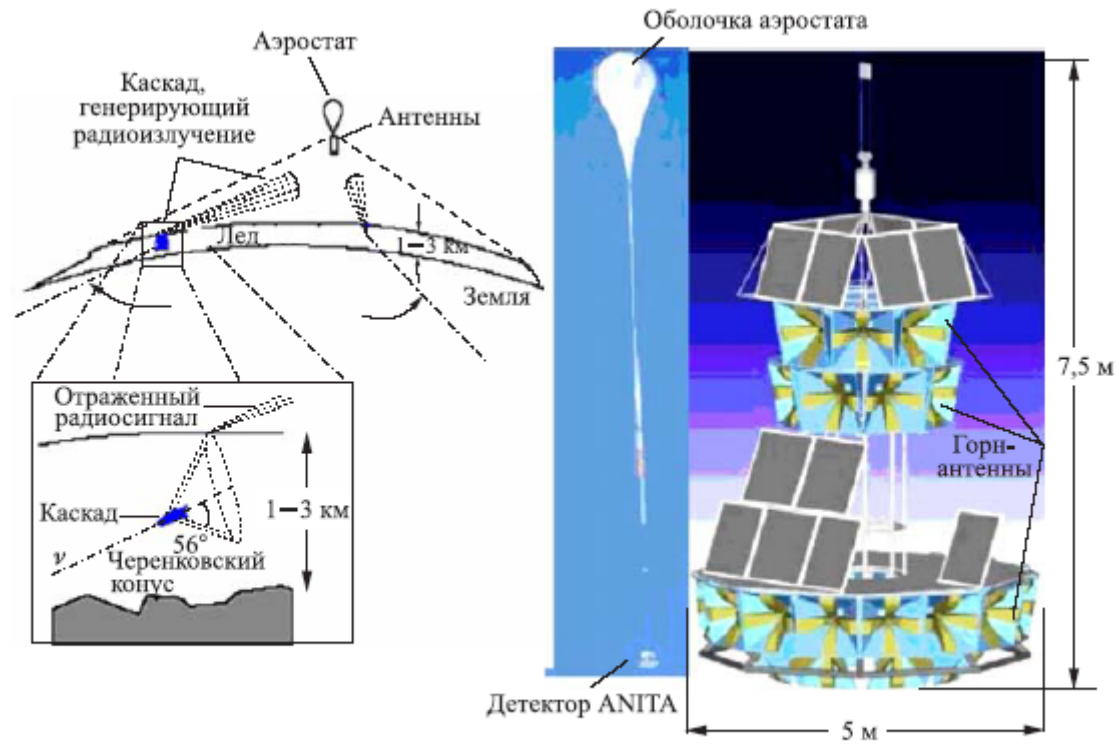 Аэростат
Каскад,
генерирующий
радиоизлучение
Антенны
Лед
1–3 км
Земля
Отраженный
радиосигнал
Каскад
1–3 км
56°
ν
Черенковский
конус
Оболочка аэростата
7,5 м
Горн-
антенны
Детектор ANITA
5 м